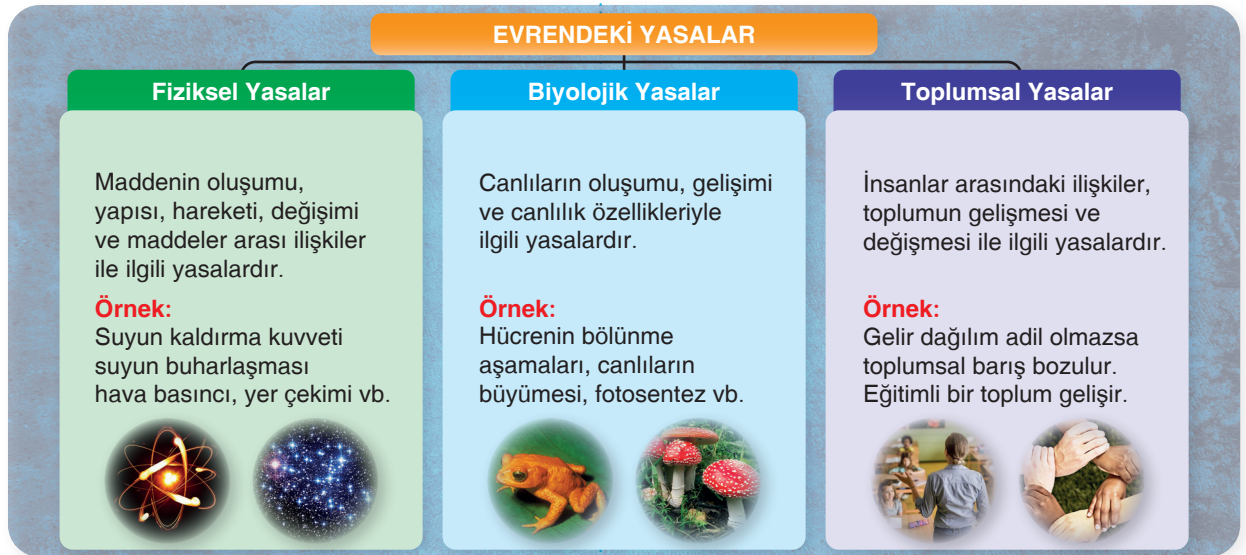 EVRENDEKİ YASALAR
Fiziksel Yasalar
Maddenin oluşumu,
yapısı, hareketi, değişimi
ve maddeler arası ilişkiler
ile ilgili yasalardır.
Örnek:
Suyun kaldırma kuvveti
suyun buharlaşması
hava basıncı, yer çekimi vb.
Biyolojik Yasalar
Canlıların oluşumu, gelişimi
ve canlılık özellikleriyle
ilgili yasalardır.
Örnek:
Hücrenin bölünme
aşamaları, canlıların
büyümesi, fotosentez vb.
Toplumsal Yasalar
İnsanlar arasındaki ilişkiler,
toplumun gelişmesi ve
değişmesi ile ilgili yasalardır.
Örnek:
Gelir dağılım adil olmazsa
toplumsal barış bozulur.
Eğitimli bir toplum gelişir.